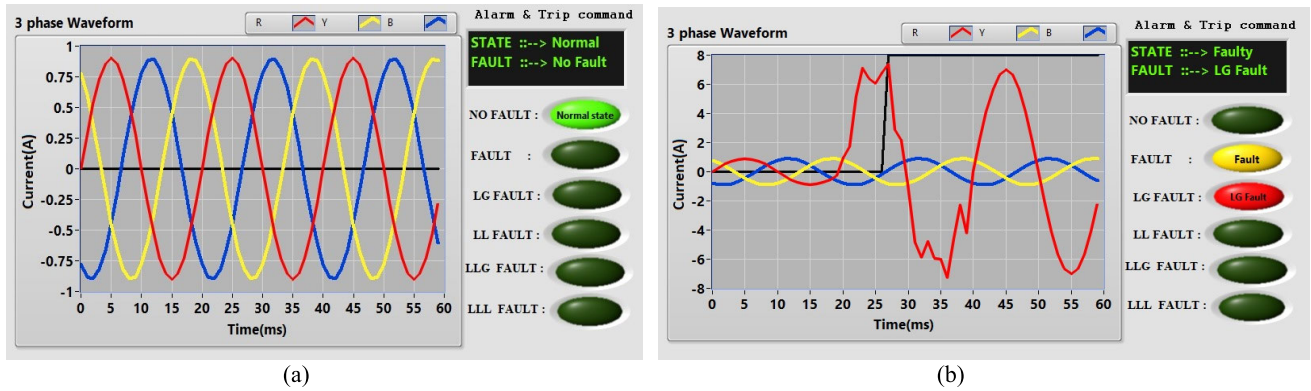 3 phase Waveform
R Y B
Alarm & Trip command
STATE ::--> Normal
FAULT ::--> No Fault
NO FAULT : Normal state
FAULT :
LG FAULT :
LL FAULT :
LLG FAULT :
LLL FAULT :
Current(A)
1
0.75
0.5
0.25
0
-0.25
-0.5
-0.75
-1
0 5 10 15 20 25 30 35 40 45 50 55 60
Time(ms)
(a)
3 phase Waveform
R Y B
Alarm & Trip command
STATE ::--> Faulty
FAULT ::--> LG Fault
NO FAULT :
FAULT : Fault
LG FAULT : LG Fault
LL FAULT :
LLG FAULT :
LLL FAULT :
Current(A)
8
6
4
2
0
-2
-4
-6
-8
0 5 10 15 20 25 30 35 40 45 50 55 60
Time(ms)
(b)